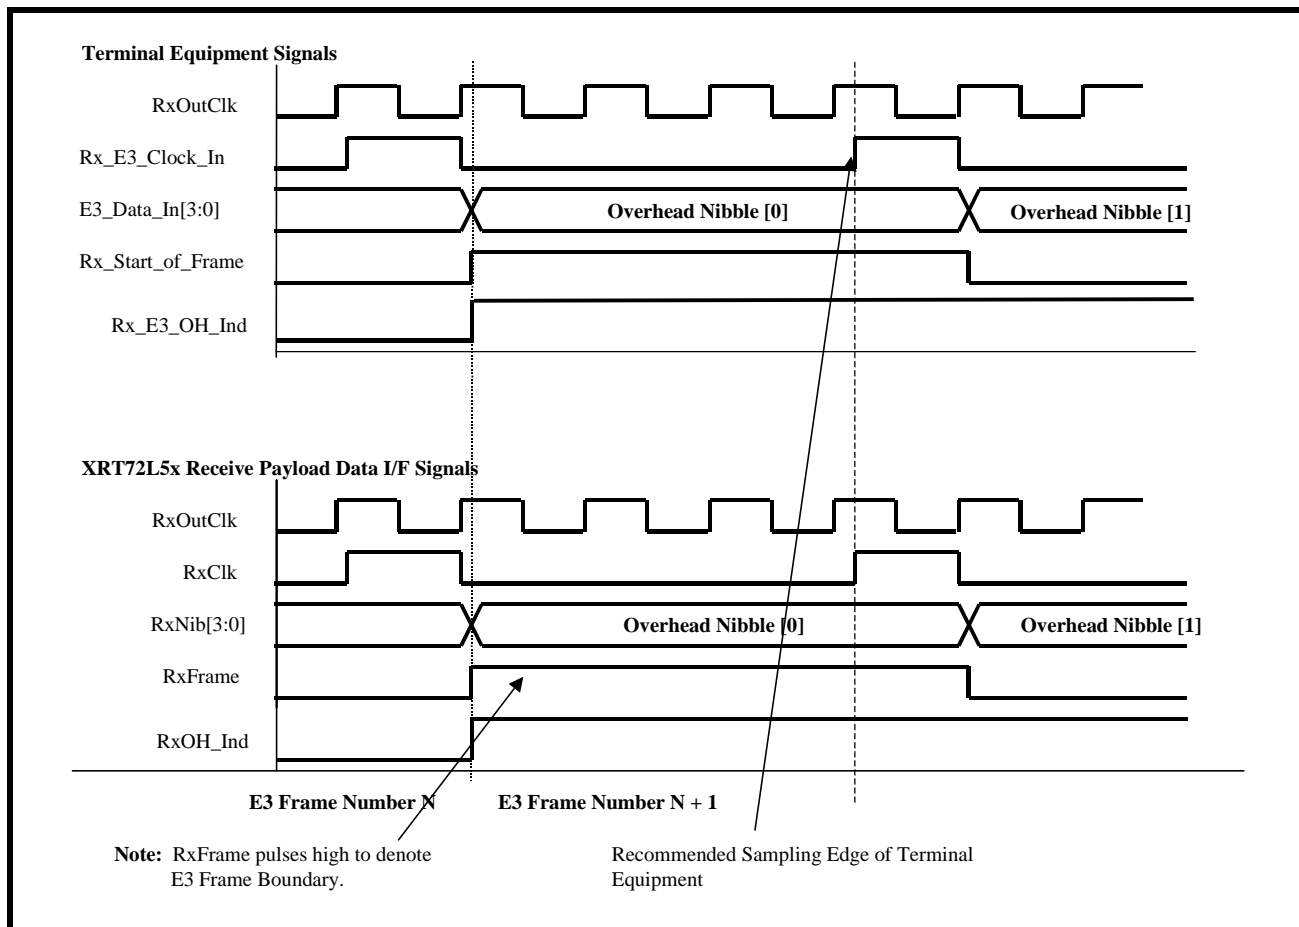 Terminal Equipment Signals
RxOutClk
Rx_E3_Clock_In
E3_Data_In[3:0]
Overhead Nibble [0]
Overhead Nibble [1]
Rx_Start_of_Frame
Rx_E3_OH_Ind
XRT72L5x Receive Payload Data I/F Signals
RxOutClk
RxClk
RxNib[3:0]
Overhead Nibble [0]
Overhead Nibble [1]
RxFrame
RxOH_Ind
E3 Frame Number N
E3 Frame Number N + 1
Note: RxFrame pulses high to denote
E3 Frame Boundary.
Recommended Sampling Edge of Terminal
Equipment